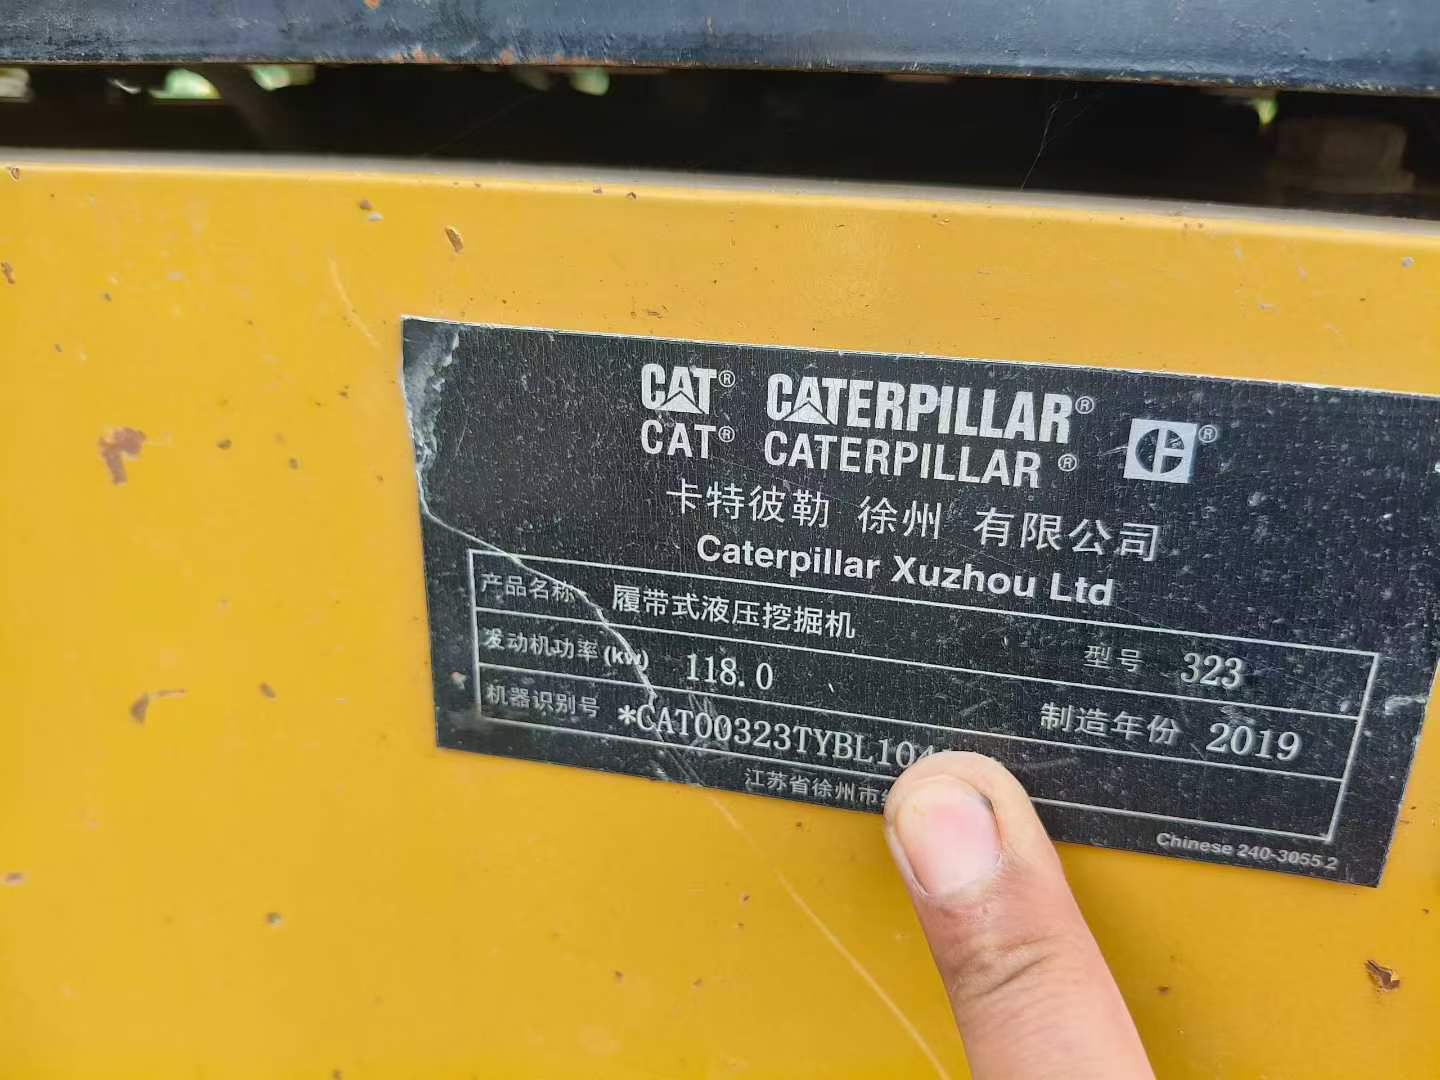 CAT® CATERPILLAR® ®
CAT® CATERPILLAR®
卡特彼勒 徐州 有限公司
Caterpillar Xuzhou Ltd
产品名称 履带式液压挖掘机 型号 323
发动机功率(kw) 118.0 制造年份 2019
机器识别号 *CAT00323TYBL10
江苏省徐州市
Chinese 240-3055 2